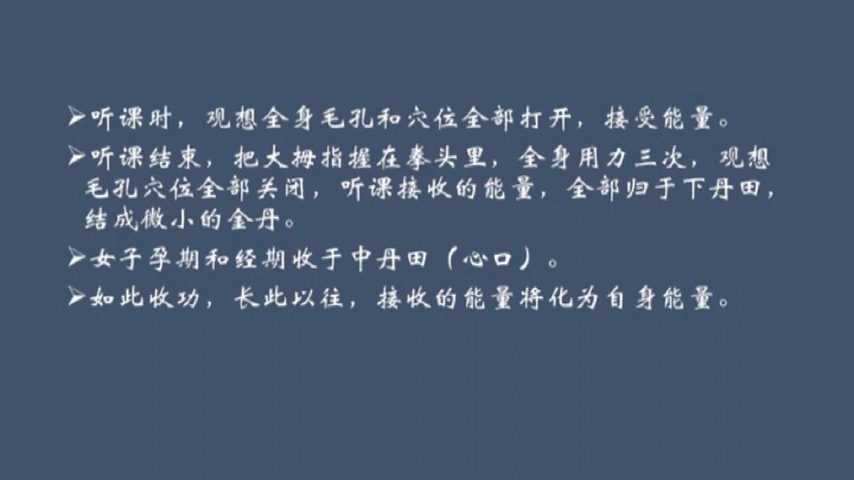 ➢听课时，观想全身毛孔和穴位全部打开，接受能量。
➢听课结束，把大拇指握在拳头里，全身用力三次，观想
毛孔穴位全部关闭，听课接收的能量，全部归于下丹田，
结成微小的金丹。
➢女子孕期和经期收于中丹田（心口）。
➢如此收功，长此以往，接收的能量将化为自身能量。